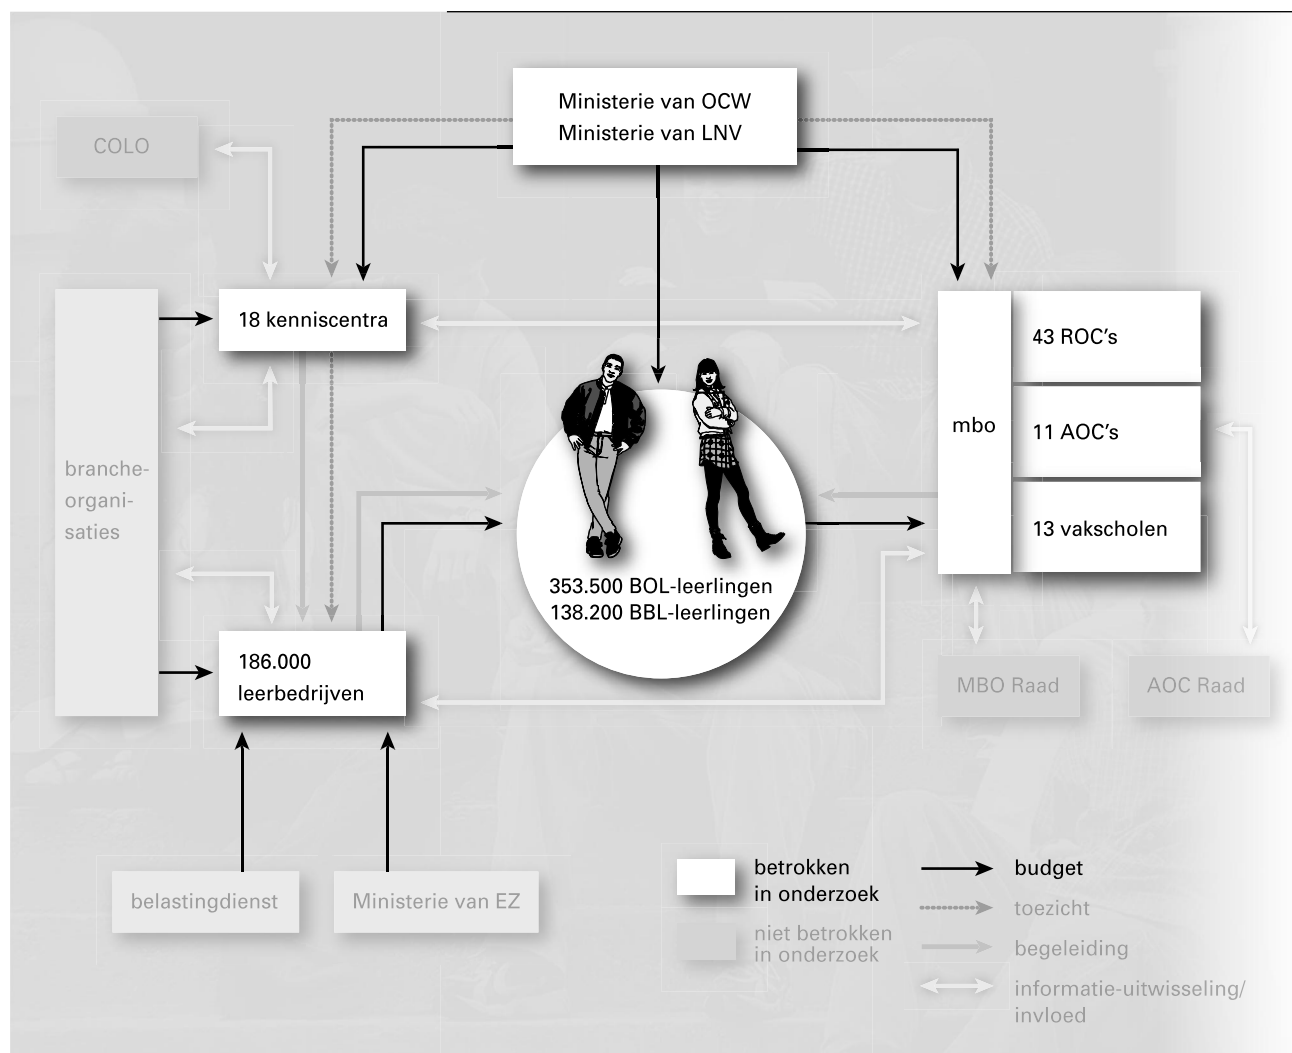 Ministerie van OCW
Ministerie van LNV
COLO
18 kenniscentra
43 ROC's
mbo
11 AOC's
13 vakscholen
branche-
organi-
saties
353.500 BOL-leerlingen
138.200 BBL-leerlingen
186.000
leerbedrijven
MBO Raad
AOC Raad
belastingdienst
Ministerie van EZ
betrokken
in onderzoek
niet betrokken
in onderzoek
budget
toezicht
begeleiding
informatie-uitwisseling/
invloed